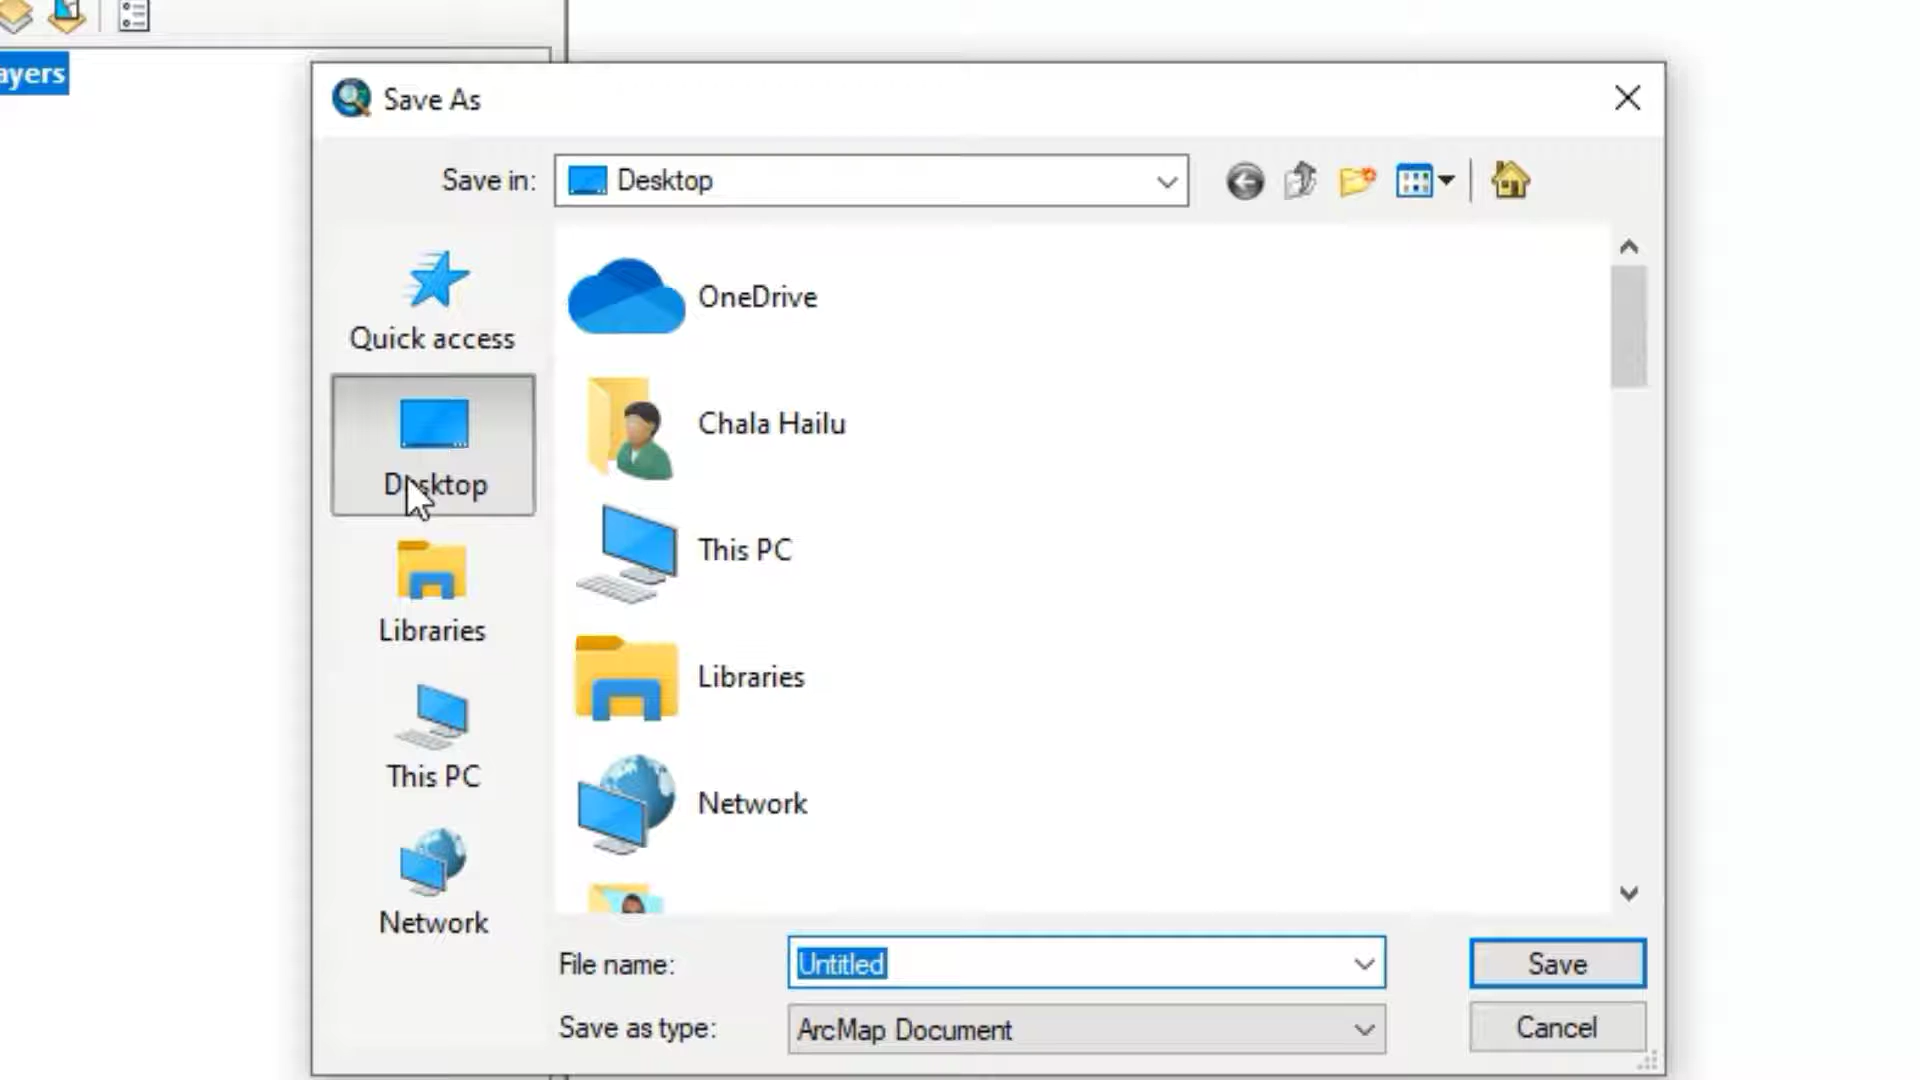 ayers
Save As
Save in:
Desktop
Quick access
Desktop
Libraries
This PC
Network
OneDrive
Chala Hailu
This PC
Libraries
Network
File name:
Untitled
Save
Save as type:
ArcMap Document
Cancel